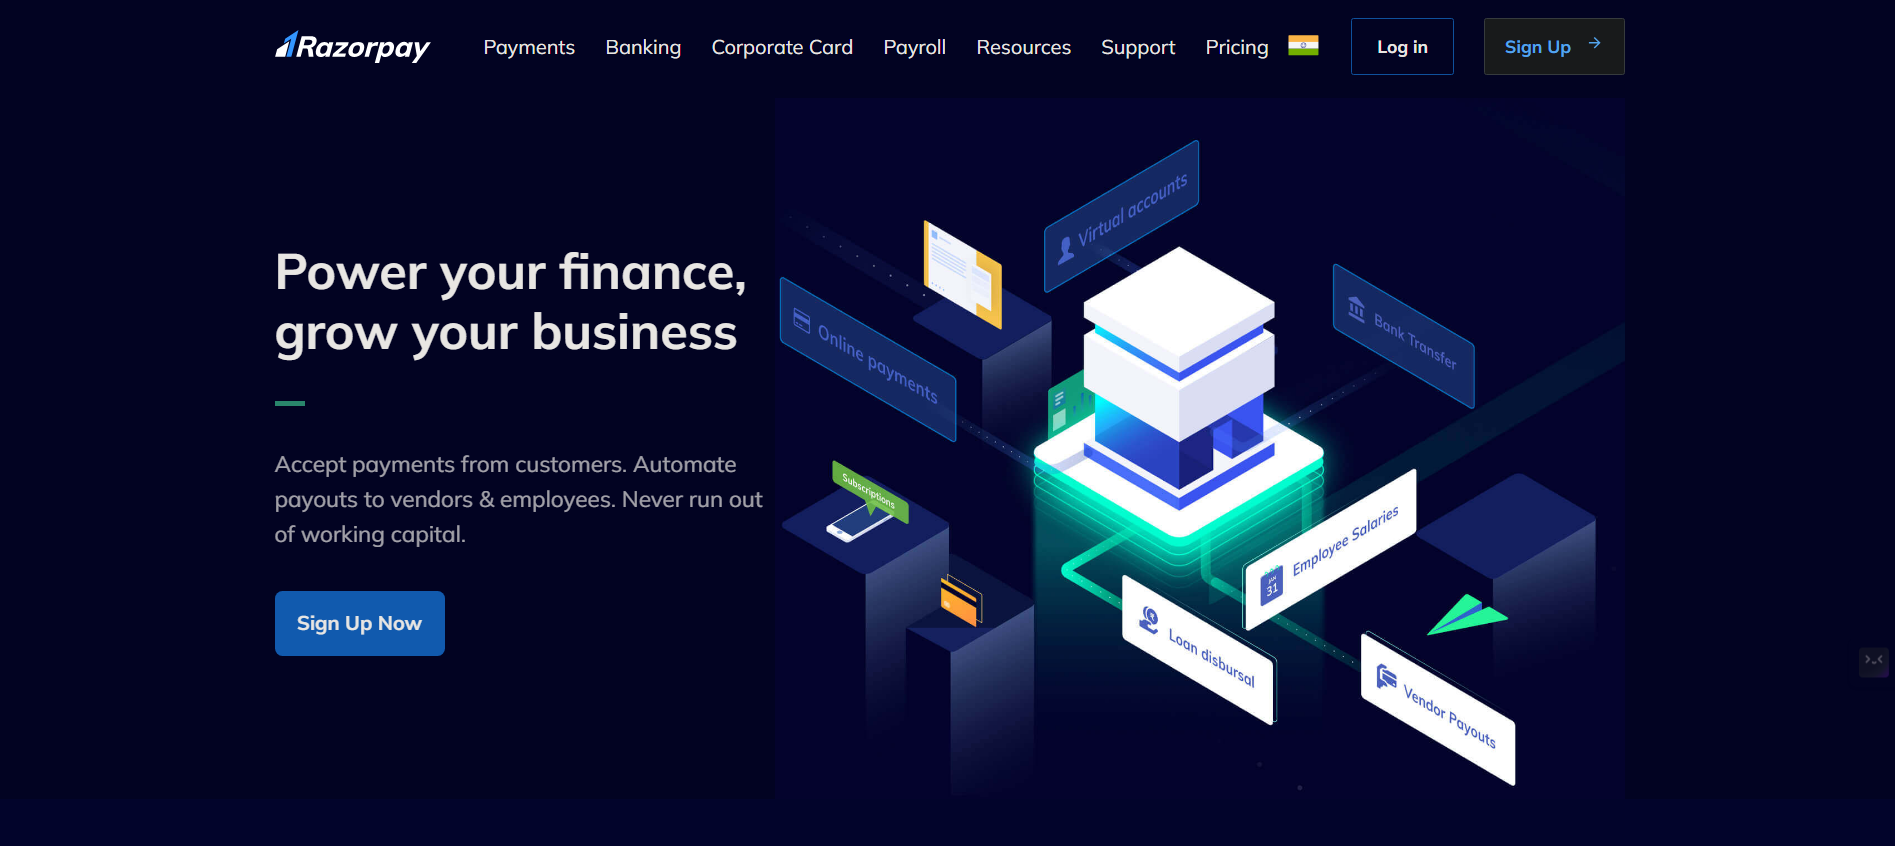 Razorpay
Payments
Banking
Corporate Card
Payroll
Resources
Support
Pricing
Log in
Sign Up
Power your finance,
grow your business
Accept payments from customers. Automate
payouts to vendors & employees. Never run out
of working capital.
Sign Up Now
Virtual accounts
Online payments
Bank Transfer
Subscriptions
Employee Salaries
JAN
31
Loan disbursal
Vendor Payouts